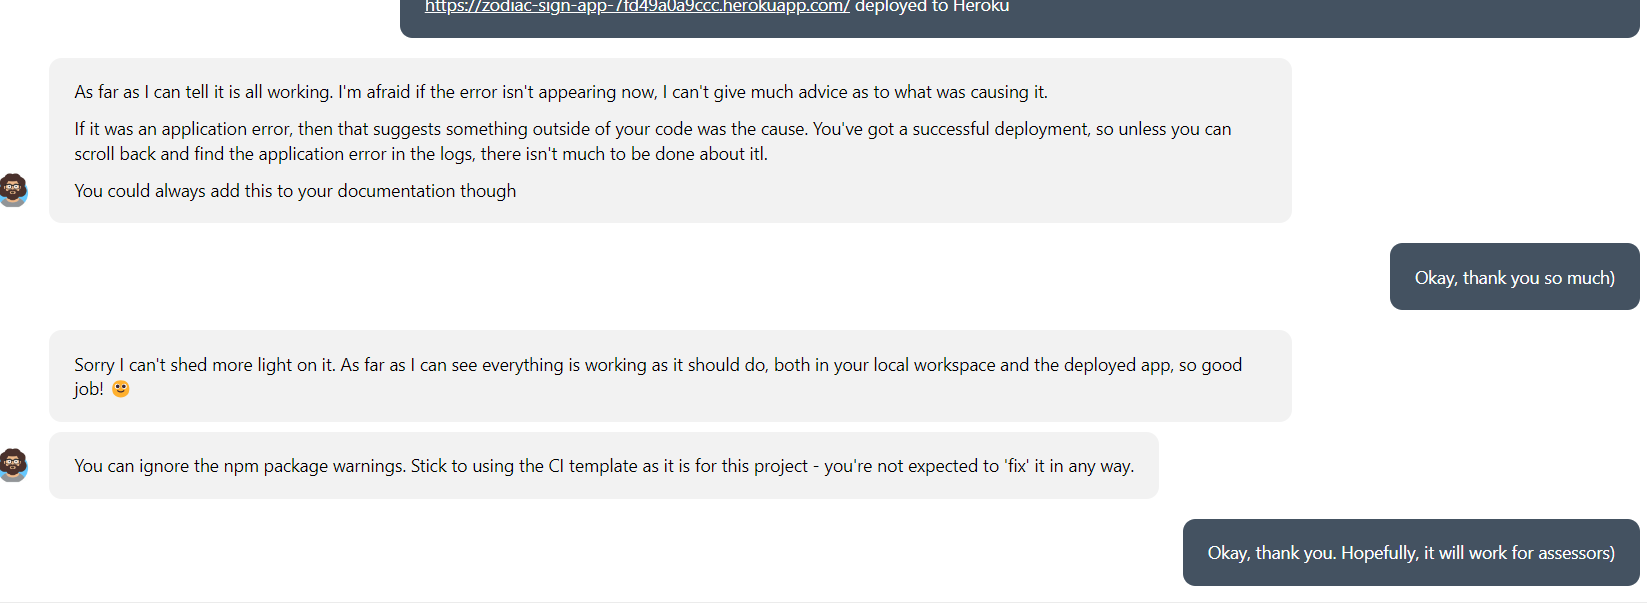 https://zodiac-sign-app-7fd49a0a9ccc.herokuapp.com/ deployed to Heroku
As far as I can tell it is all working. I'm afraid if the error isn't appearing now, I can't give much advice as to what was causing it.
If it was an application error, then that suggests something outside of your code was the cause. You've got a successful deployment, so unless you can
scroll back and find the application error in the logs, there isn't much to be done about itl.
You could always add this to your documentation though
Okay, thank you so much)
Sorry I can't shed more light on it. As far as I can see everything is working as it should do, both in your local workspace and the deployed app, so good
job! 🙂
You can ignore the npm package warnings. Stick to using the CI template as it is for this project - you're not expected to 'fix' it in any way.
Okay, thank you. Hopefully, it will work for assessors)